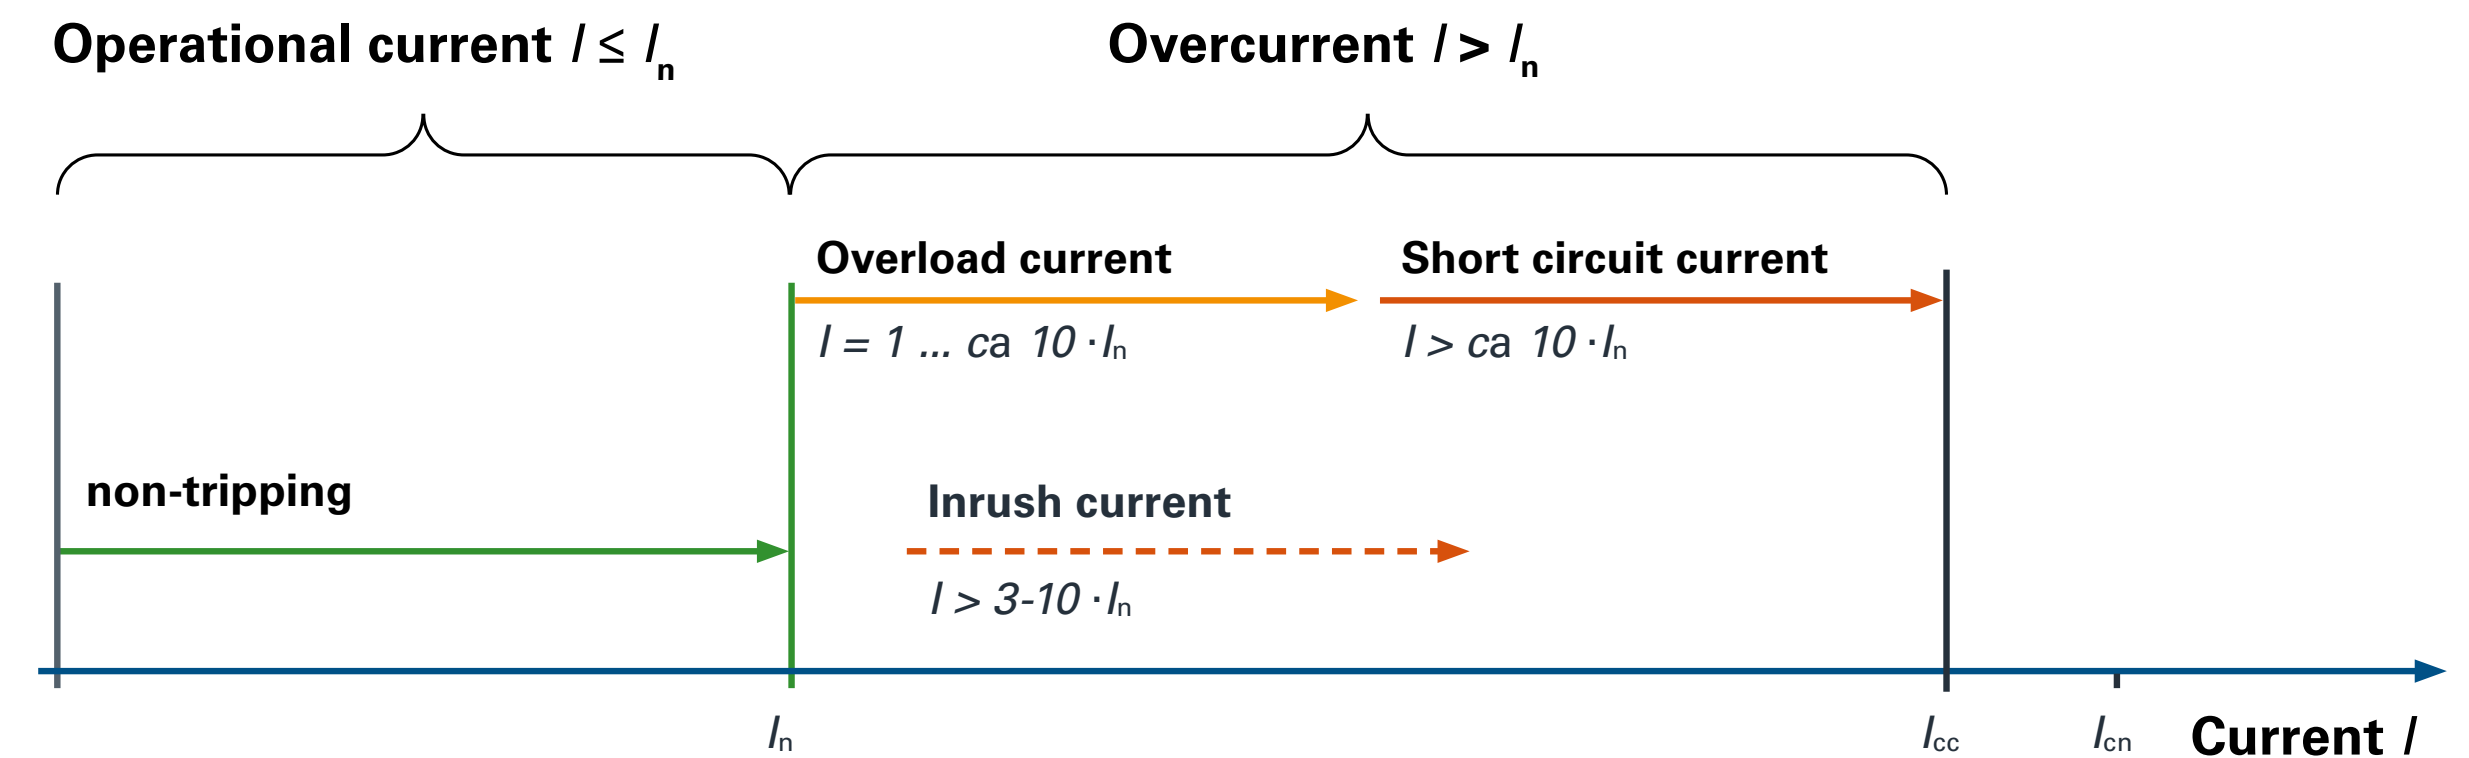 Operational current I ≤ In
Overcurrent I > In
Overload current
Short circuit current
I = 1 ... ca 10 · In
I > ca 10 · In
non-tripping
Inrush current
I > 3-10 · In
In
Icc
Icn
Current I